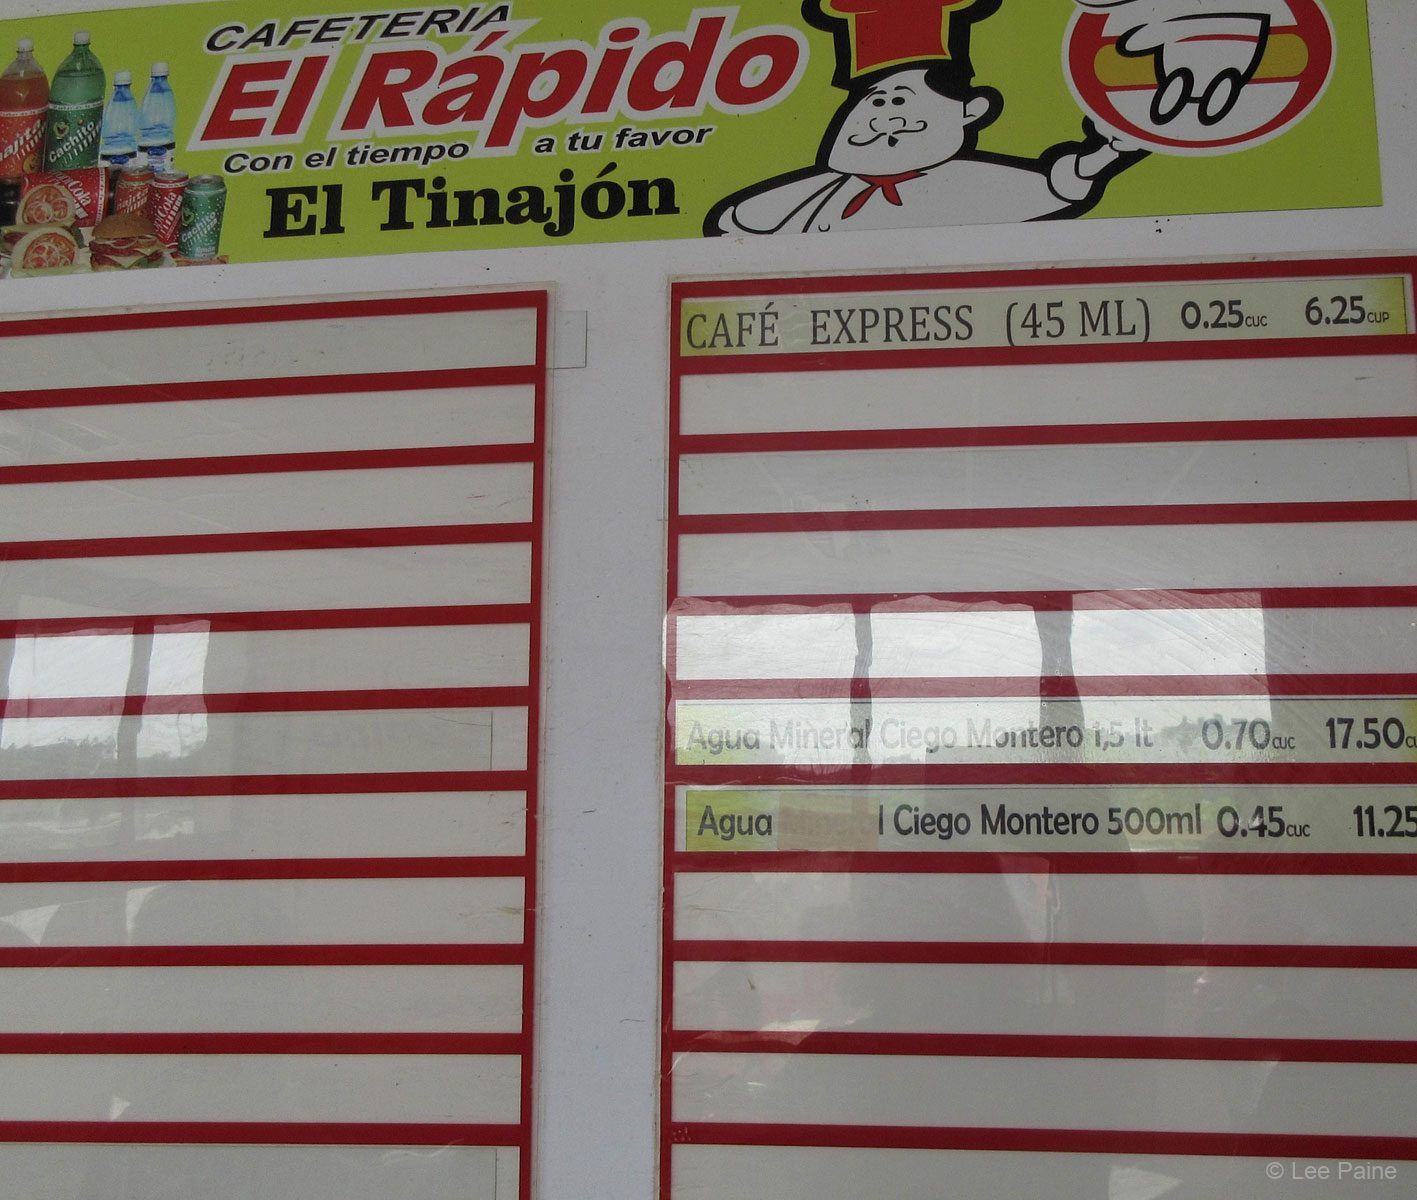 CAFETERIA
El Rápido
Con el tiempo a tu favor
El Tinajón
Cachito
CAFÉ EXPRESS (45 ML) 0.25CUC 6.25CUP
Agua Mineral Ciego Montero 1,5 lt 0.70CUC 17.50
Agua Mineral Ciego Montero 500ml 0.45CUC 11.25
© Lee Paine